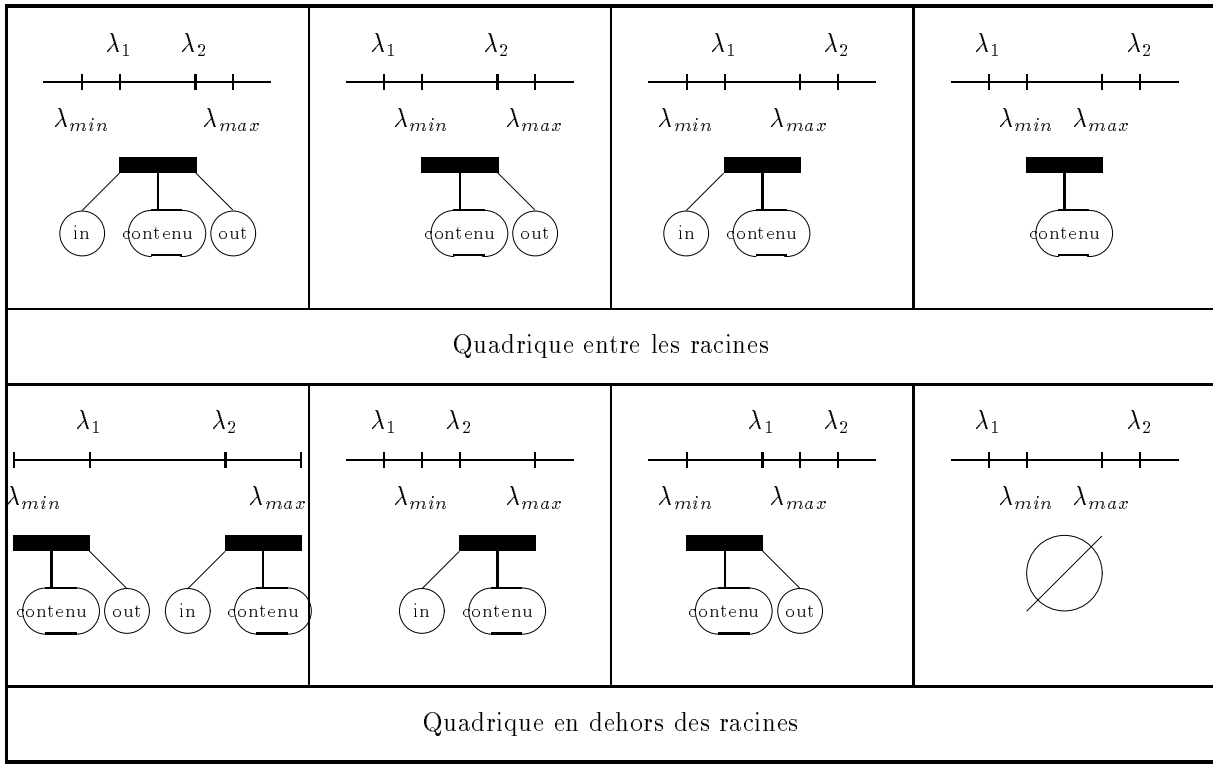 λ₁ λ₂ λ₁ λ₂ λ₁ λ₂ λ₁ λ₂
λmin λmax λmin λmax λmin λmax λmin λmax
in contenu out contenu out in contenu contenu
Quadrique entre les racines
λ₁ λ₂ λ₁ λ₂ λ₁ λ₂ λ₁ λ₂
λmin λmax λmin λmax λmin λmax λmin λmax
contenu out in contenu in contenu contenu out
Quadrique en dehors des racines